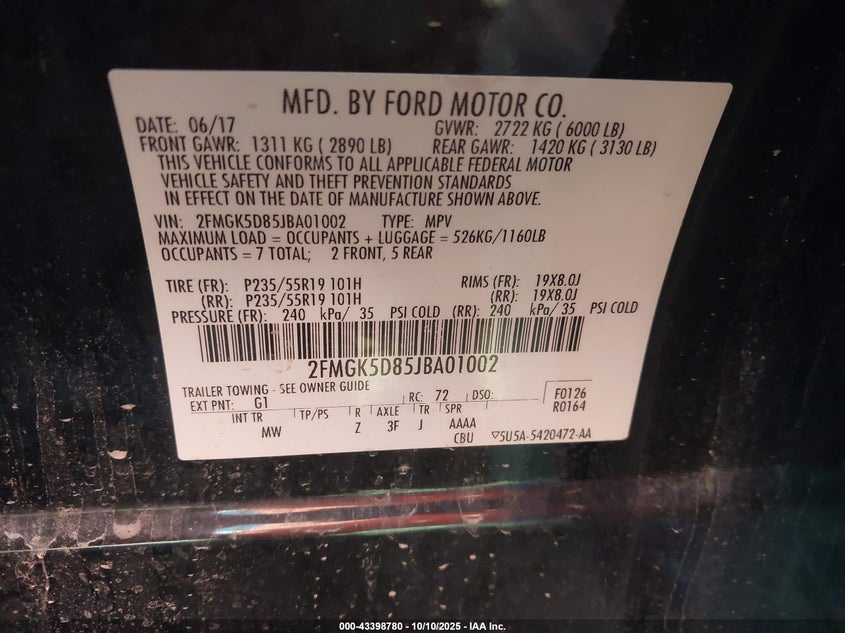 MFD. BY FORD MOTOR CO.
DATE: 06/17 GVWR: 2722 KG ( 6000 LB)
FRONT GAWR: 1311 KG ( 2890 LB) REAR GAWR: 1420 KG ( 3130 LB)
THIS VEHICLE CONFORMS TO ALL APPLICABLE FEDERAL MOTOR
VEHICLE SAFETY AND THEFT PREVENTION STANDARDS
IN EFFECT ON THE DATE OF MANUFACTURE SHOWN ABOVE.
VIN: 2FMGK5D85JBA01002 TYPE: MPV
MAXIMUM LOAD = OCCUPANTS + LUGGAGE = 526KG/1160LB
OCCUPANTS = 7 TOTAL; 2 FRONT, 5 REAR
TIRE (FR): P235/55R19 101H RIMS (FR): 19X8.0J
(RR): P235/55R19 101H (RR): 19X8.0J
PRESSURE (FR): 240 kPa/ 35 PSI COLD (RR): 240 kPa/ 35 PSI COLD
2FMGK5D85JBA01002
TRAILER TOWING - SEE OWNER GUIDE
EXT PNT: G1 RC: 72 DSO: F0126
R0164
INT TR TP/PS R AXLE TR SPR
MW Z 3F J AAAA
CBU ▽5U5A-5420472-AA
000-43398780 - 10/10/2025 - IAA Inc.